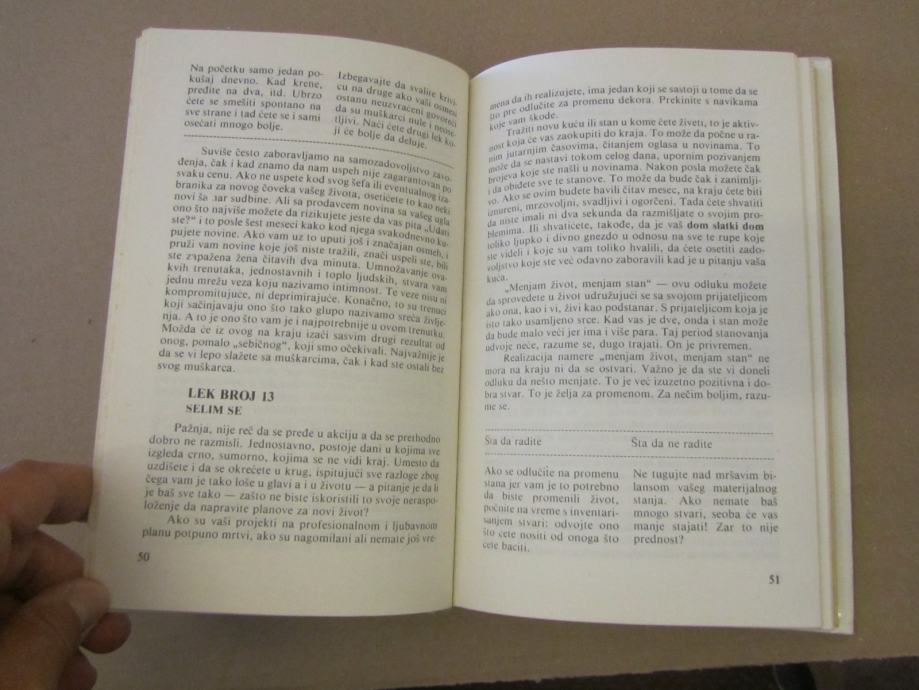 Na početku samo jedan po-
kušaj dnevno. Kad krene,
pređite na dva, itd. Ubrzo
ćete se smešiti spontano na
sve strane i tad ćete se i sami
osećati mnogo bolje.
Izbegavajte da svalite krivi-
cu na druge ako vaši osmesi
ostanu neuzvraćeni govoreći
da su muškarci nule i neose-
tljivi. Naći ćete drugi lek ko-
ji će bolje da deluje.
Suviše često zaboravljamo na samozadovoljstvo zavo-
đenja, čak i kad znamo da nam uspeh nije zagarantovan po
svaku cenu. Ako ne uspete kod svog šefa ili eventualnog iza-
branika za novog čoveka vašeg života, osetićete to kao neki
novi šamar sudbine. Ali sa prodavcem novina sa vašeg ugla
ono što najviše možete da rizikujete jeste da vas pita „Udati
ste?“ i to posle šest meseci kako kod njega svakodnevno ku-
pujete novine. Ako vam uz to uputi još i značajan osmeh, i
pruži vam novine koje još niste tražili, znači uspeli ste, bili
ste zapažena žena čitavih dva minuta. Umnožavanje ova-
kvih trenutaka, jednostavnih i toplo ljudskih, stvara vam
jednu mrežu veza koju nazivamo intimnost. Te veze nisu ni
kompromitujuće, ni deprimirajuće. Konačno, to su trenuci
koji sačinjavaju ono što tako glupo nazivamo sreća življe-
nja. A to je ono što vam je i najpotrebnije u ovom trenutku.
Možda će iz ovog na kraju izaći sasvim drugi rezultat od
onog, pomalo „sebičnog“, koji smo očekivali. Najvažnije je
da se vi lepo slažete sa muškarcima, čak i kad ste ostali bez
svog muškarca.
LEK BROJ 13
SELIM SE
Pažnja, nije reč da se pređe u akciju a da se prethodno
dobro ne razmisli. Jednostavno, postoje dani u kojima sve
izgleda crno, sumorno, kojima se ne vidi kraj. Umesto da
uzdišete i da se okrećete u krug, ispitujući sve razloge zbog
čega vam je tako loše u glavi a i u životu — a pitanje je da li
je baš sve tako — zašto ne biste iskoristili to svoje neraspo-
loženje da napravite planove za novi život?
Ako su vaši projekti na profesionalnom i ljubavnom
planu potpuno mrtvi, ako su nagomilani ali nemate još vre-
50
mena da ih realizujete, ima jedan koji se sastoji u tome da se
što pre odlučite za promenu dekora. Prekinite s navikama
koje vam škode.
Tražiti novu kuću ili stan u kome ćete živeti, to je aktiv-
nost koja će vas zaokupiti do kraja. To može da počne u ra-
nim jutarnjim časovima, čitanjem oglasa u novinama. To
može da se nastavi tokom celog dana, upornim pozivanjem
brojeva koje ste našli u novinama. Nakon posla možete čak
i da obiđete sve te stanove. To može da bude čak i zanimlji-
vo. Ako se ovim budete bavili čitav mesec, na kraju ćete biti
izmureni, mrzovoljni, svadljivi i ogorčeni. Tada ćete shvatiti
da niste imali ni dva sekunda da razmišljate o svojim pro-
blemima. Ili shvatićete, takođe, da je vaš dom slatki dom
toliko ljupko i divno gnezdo u odnosu na sve te rupe koje
ste videli i koje su vam toliko hvalili, da ćete osetiti zado-
voljstvo koje ste već odavno zaboravili kad je u pitanju vaša
kuća.
„Menjam život, menjam stan“ — ovu odluku možete
da sprovedete u život udružujući se sa svojom prijateljicom
ako ona, kao i vi, živi kao podstanar. S prijateljicom koja je
isto tako usamljeno srce. Kad vas je dve, onda i stan može
da bude malo veći jer ima i više para. Taj period stanovanja
udvoje neće, razume se, dugo trajati. On je privremen.
Realizacija namere „menjam život, menjam stan“ ne
mora na kraju ni da se ostvari. Važno je da ste vi doneli
odluku da nešto menjate. To je već izuzetno pozitivna i do-
bra stvar. To je želja za promenom. Za nečim boljim, razu-
me se.
Šta da radite
Šta da ne radite
Ako se odlučite na promenu
stana jer vam je to potrebno
da biste promenili život,
počnite na vreme s inventari-
sanjem stvari: odvojte ono
što ćete nositi od onoga što
ćete baciti.
Ne tugujte nad mršavim bi-
lansom vašeg materijalnog
stanja. Ako nemate baš
mnogo stvari, seoba će vas
manje stajati! Zar to nije
prednost?
51